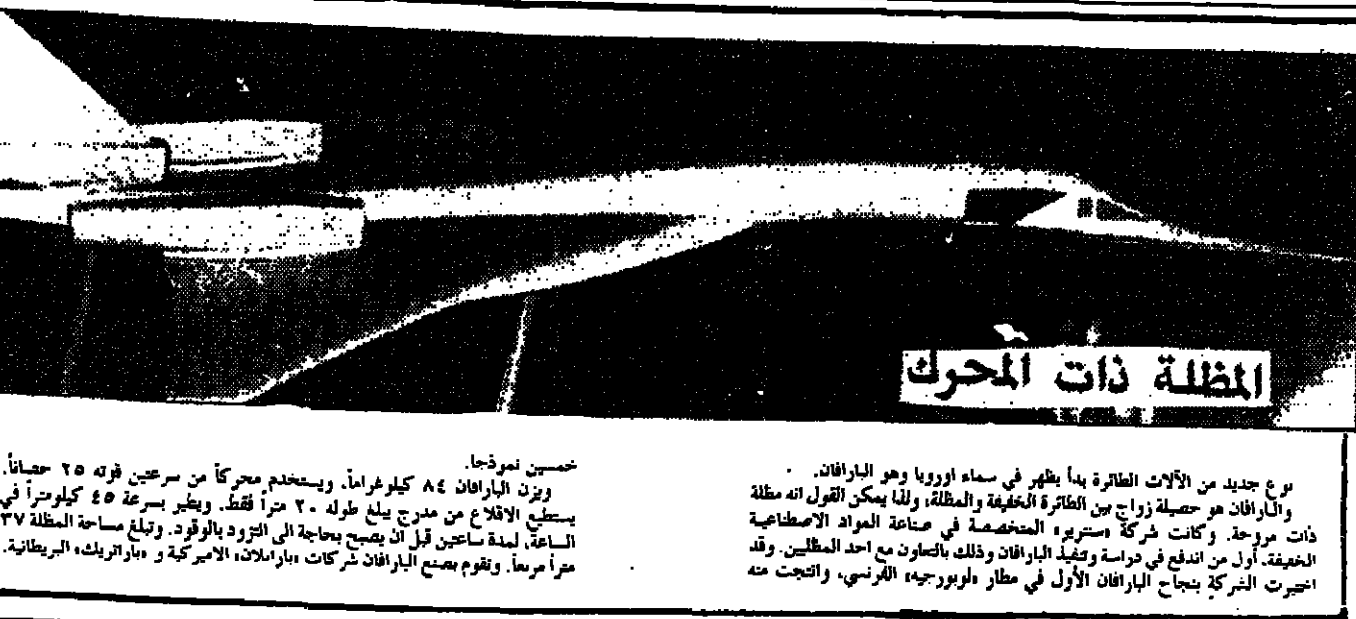 المظلة ذات المحرك
نوع جديد من الآلات الطائرة بدأ يظهر في سماء اوروبا وهو البارافان.
والبارافان هو حصيلة زواج بين الطائرة الخفيفة والمظلة، ولذا يمكن القول انه مظلة
ذات مروحة. وكانت شركة «سنتريرء المتخصصة في صناعة المواد الاصطناعية
الخفيفة، أول من اندفع في دراسة وتنفيذ البارافان وذلك بالتعاون مع احد المظليين. وقد
اختبرت الشركة بنجاح البارافان الأول في مطار «لوبورجيه» الفرنسي، وانتجت منه
خمسين نموذجا.
ويزن البارافان ٨٤ كيلوغراماً، ويستخدم محركاً من سرعتين قوته ٢٥ حصاناً.
يستطيع الاقلاع من مدرج يبلغ طوله ٢٠ متراً فقط. ويطير بسرعة ٤٥ كيلومتراً في
الساعة، لمدة ساعتين قبل ان يصبح بحاجة الى التزود بالوقود. وتبلغ مساحة المظلة ٣٧
متراً مربعاً. وتقوم بصنع البارافان شركات «باراملان» الاميركية و «باراتريك» البريطانية.